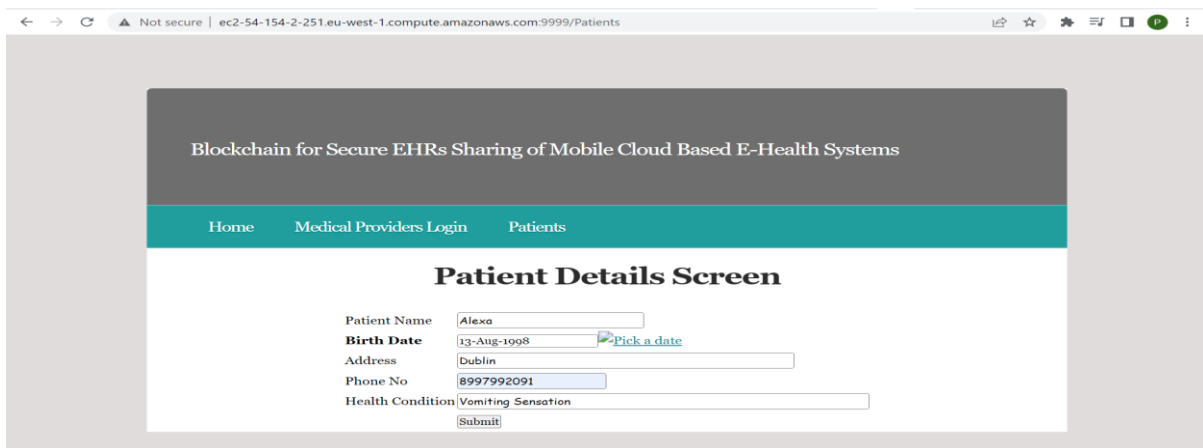 Not secure | ec2-54-154-2-251.eu-west-1.compute.amazonaws.com:9999/Patients
P
Blockchain for Secure EHRs Sharing of Mobile Cloud Based E-Health Systems
Home Medical Providers Login Patients
Patient Details Screen
Patient Name Alexa
Birth Date 13-Aug-1998 Pick a date
Address Dublin
Phone No 8997992091
Health Condition Vomiting Sensation
Submit